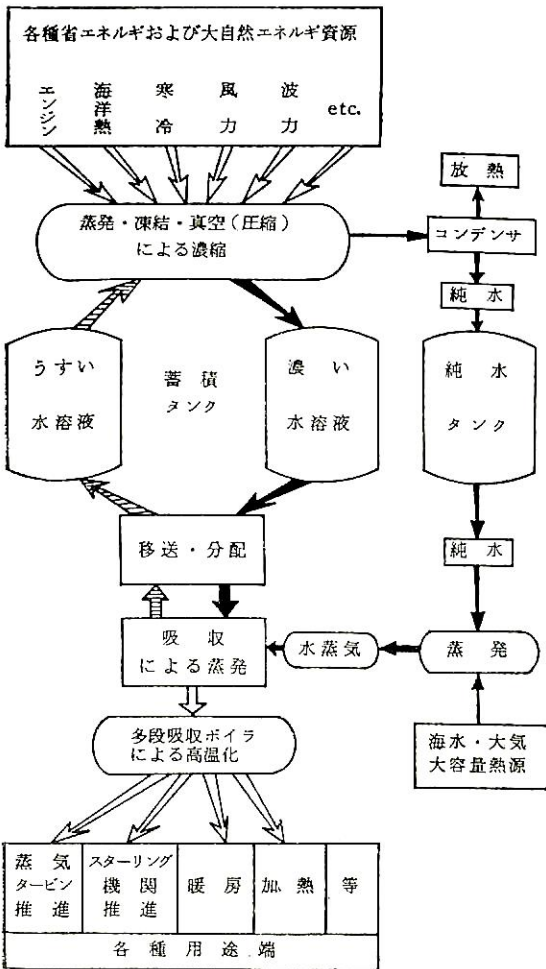 各種省エネルギおよび大自然エネルギ資源
エンジン
海洋熱
寒冷
風力
波力
etc.
放熱
蒸発・凍結・真空(圧縮)
による濃縮
コンデンサ
純水
うすい
水溶液
蓄積
タンク
濃い
水溶液
純水
タンク
移送・分配
純水
吸収
による蒸発
水蒸気
蒸発
多段吸収ボイラ
による高温化
海水・大気
大容量熱源
蒸気
タービン
推進
スターリング
機関
推進
暖房
加熱
等
各種用途端